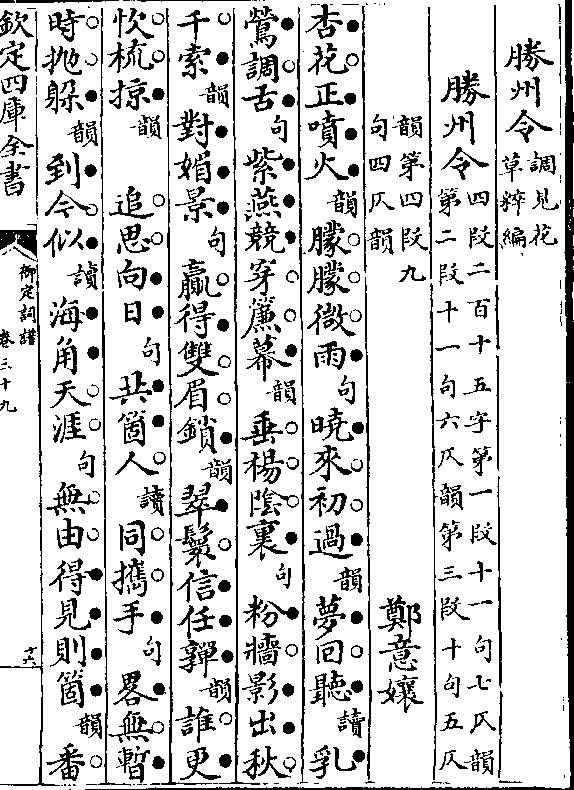 勝州令調見花草粹編
勝州令四段二百十五字第一段十一句七仄韻第二段十一句六仄韻第三段十句五仄韻第四段九句四仄韻
鄭意孃
杏花正噴火韻朦朦微雨句曉來初過韻夢回聽讀乳
鶯調舌句紫燕競穿簾幕韻垂楊陰裏句粉牆影出秋
千索韻對媚景句贏得雙眉鎖韻翠鬟信任嚲韻誰更
忺梳掠韻追思向日句共箇人讀同攜手句畧無暫
時抛躲韻到今似讀海角天涯句無由得見則箇韻番
欽定四庫全書
御定詞譜
卷三十九
十六